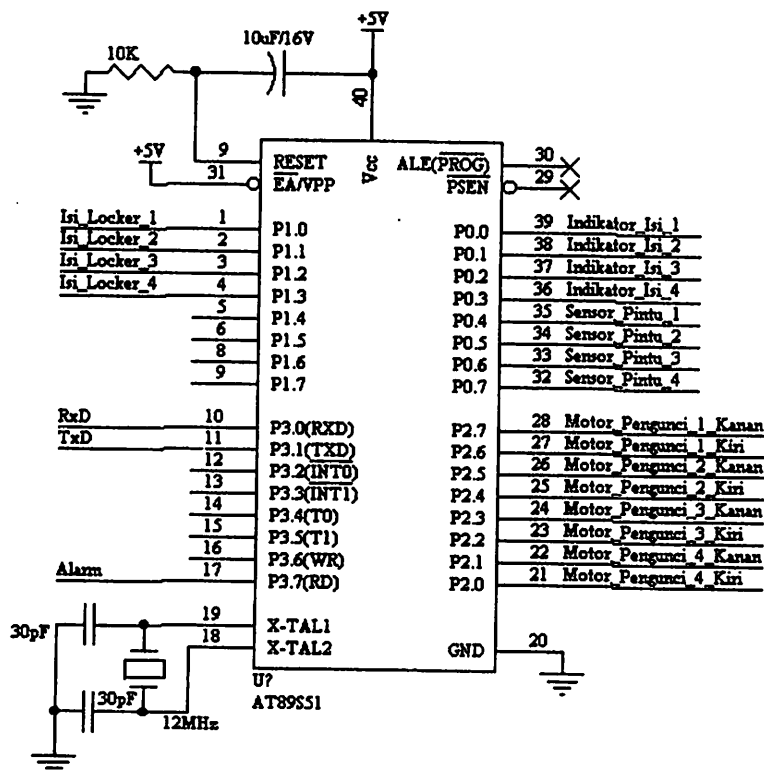 +5V
10uF/16V
10K
40
Vcc
+5V
9 RESET
31 EA/VPP
ALE(PROG) 30
PSEN 29
Isi_Locker_1 1 P1.0
Isi_Locker_2 2 P1.1
Isi_Locker_3 3 P1.2
Isi_Locker_4 4 P1.3
5 P1.4
6 P1.5
8 P1.6
9 P1.7
P0.0 39 Indikator_Isi_1
P0.1 38 Indikator_Isi_2
P0.2 37 Indikator_Isi_3
P0.3 36 Indikator_Isi_4
P0.4 35 Sensor_Pintu_1
P0.5 34 Sensor_Pintu_2
P0.6 33 Sensor_Pintu_3
P0.7 32 Sensor_Pintu_4
RxD 10 P3.0(RXD)
TxD 11 P3.1(TXD)
12 P3.2(INT0)
13 P3.3(INT1)
14 P3.4(T0)
15 P3.5(T1)
16 P3.6(WR)
Alarm 17 P3.7(RD)
P2.7 28 Motor_Pengunci_1_Kanan
P2.6 27 Motor_Pengunci_1_Kiri
P2.5 26 Motor_Pengunci_2_Kanan
P2.4 25 Motor_Pengunci_2_Kiri
P2.3 24 Motor_Pengunci_3_Kanan
P2.2 23 Motor_Pengunci_3_Kiri
P2.1 22 Motor_Pengunci_4_Kanan
P2.0 21 Motor_Pengunci_4_Kiri
19 X-TAL1
18 X-TAL2
GND 20
30pF
30pF
12MHz
U?
AT89S51